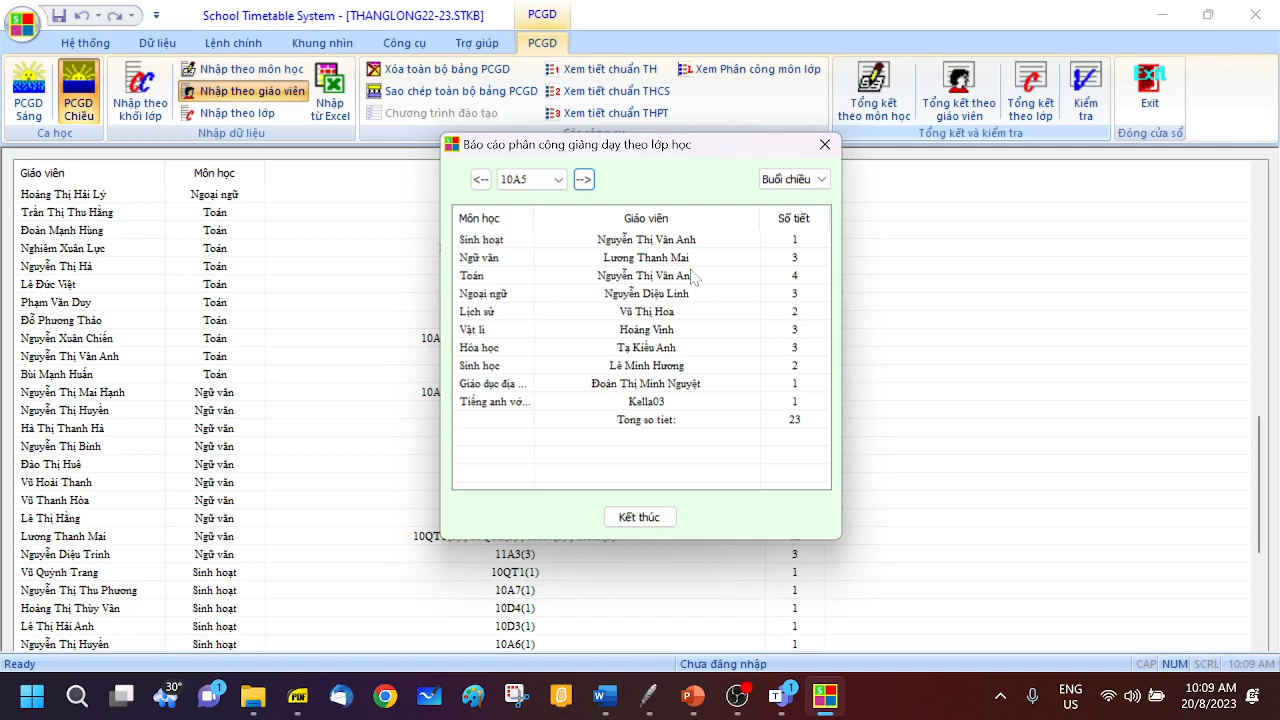 School Timetable System - [THANGLONG22-23.STKB]
PCGD
Hệ thống
Dữ liệu
Lệnh chính
Khung nhìn
Công cụ
Trợ giúp
PCGD
PCGD Sáng
PCGD Chiều
Ca học
Nhập theo khối lớp
Nhập theo môn học
Nhập theo giáo viên
Nhập theo lớp
Nhập từ Excel
Nhập dữ liệu
Xóa toàn bộ bảng PCGD
Sao chép toàn bộ bảng PCGD
Chương trình đào tạo
Xem tiết chuẩn TH
Xem tiết chuẩn THCS
Xem tiết chuẩn THPT
Xem Phân công môn lớp
Tổng kết theo môn học
Tổng kết theo giáo viên
Tổng kết theo lớp
Kiểm tra
Tổng kết và kiểm tra
Exit
Đóng cửa sổ
Báo cáo phân công giảng dạy theo lớp học
<-- 10A5 --> Buổi chiều
Môn học Giáo viên Số tiết
Sinh hoạt Nguyễn Thị Vân Anh 1
Ngữ văn Lương Thanh Mai 3
Toán Nguyễn Thị Vân An 4
Ngoại ngữ Nguyễn Diệu Linh 3
Lịch sử Vũ Thị Hoa 2
Vật lí Hoàng Vinh 3
Hóa học Tạ Kiều Anh 3
Sinh học Lê Minh Hương 2
Giáo dục địa ... Đoàn Thị Minh Nguyệt 1
Tiếng anh vớ... Kella03 1
Tong so tiet: 23
Kết thúc
Giáo viên Môn học
Hoàng Thị Hải Lý Ngoại ngữ
Trần Thị Thu Hằng Toán
Đoàn Mạnh Hùng Toán
Nghiêm Xuân Lực Toán
Nguyễn Thị Hà Toán
Lê Đức Việt Toán
Phạm Văn Duy Toán
Đỗ Phương Thảo Toán
Nguyễn Xuân Chiến Toán 10A
Nguyễn Thị Vân Anh Toán
Bùi Mạnh Huấn Toán
Nguyễn Thị Mai Hạnh Ngữ văn 10A
Nguyễn Thị Huyền Ngữ văn
Hà Thị Thanh Hà Ngữ văn
Nguyễn Thị Bình Ngữ văn
Đào Thị Huê Ngữ văn
Vũ Hoài Thanh Ngữ văn
Vũ Thanh Hòa Ngữ văn
Lê Thị Hằng Ngữ văn
Lương Thanh Mai Ngữ văn
Nguyễn Diệu Trinh Ngữ văn 11A3(3) 3
Vũ Quỳnh Trang Sinh hoạt 10QT1(1) 1
Nguyễn Thị Thu Phương Sinh hoạt 10A7(1) 1
Hoàng Thị Thùy Vân Sinh hoạt 10D4(1) 1
Lê Thị Hải Anh Sinh hoạt 10D3(1) 1
Nguyễn Thị Huyền Sinh hoạt 10A6(1) 1
Ready
Chưa đăng nhập
CAP NUM SCRL 10:09 AM
30°
ENG
US
10:09 AM
20/8/2023